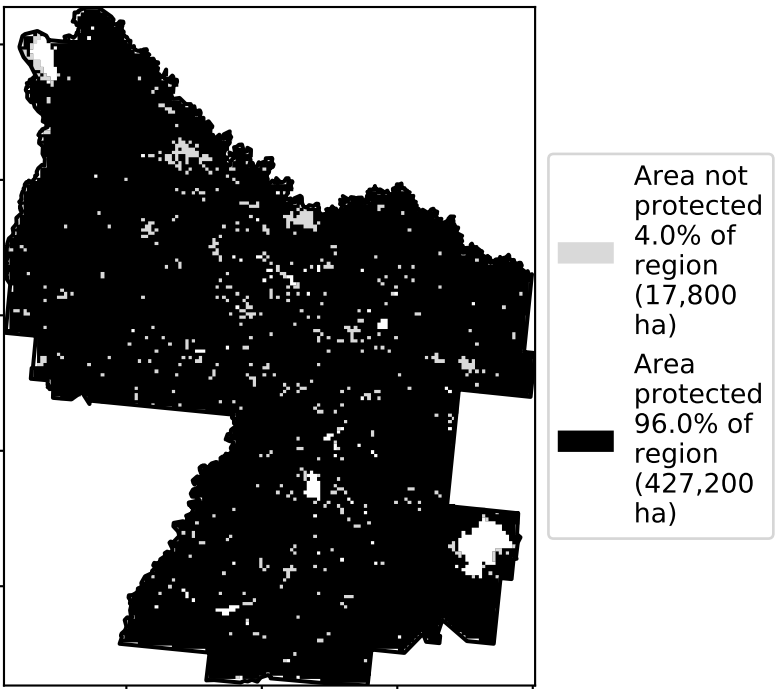 Area not
protected
4.0% of
region
(17,800
ha)
Area
protected
96.0% of
region
(427,200
ha)